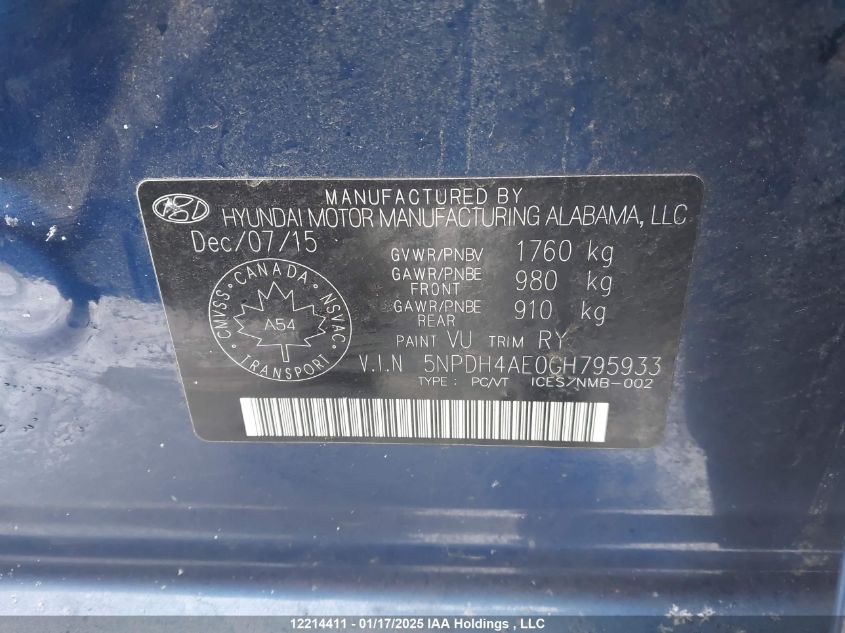 MANUFACTURED BY
HYUNDAI MOTOR MANUFACTURING ALABAMA, LLC
Dec/07/15
GVWR/PNBV 1760 kg
GAWR/PNBE FRONT 980 kg
GAWR/PNBE REAR 910 kg
PAINT VU TRIM RY
CMVSS • CANADA • NSVAC
A54
TRANSPORT
V.I.N 5NPDH4AE0GH795933
TYPE : PC/VT ICES/NMB-002
12214411 - 01/17/2025 IAA Holdings , LLC